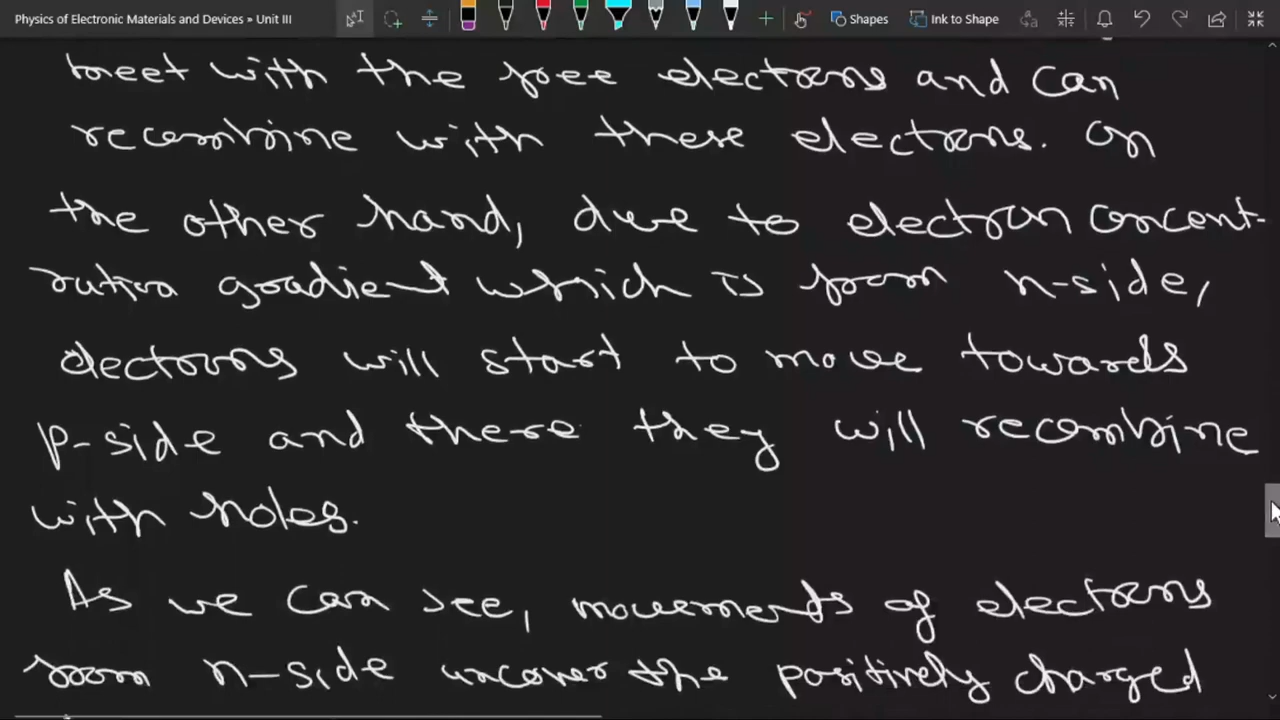 Physics of Electronic Materials and Devices » Unit III
Shapes
Ink to Shape
meet with the free electrons and can
recombine with these electrons. On
the other hand, due to electron concent-
ration gradient which is from n-side,
electrons will start to move towards
p-side and there they will recombine
with holes.
As we can see, movements of electrons
from n-side uncover the positively charged